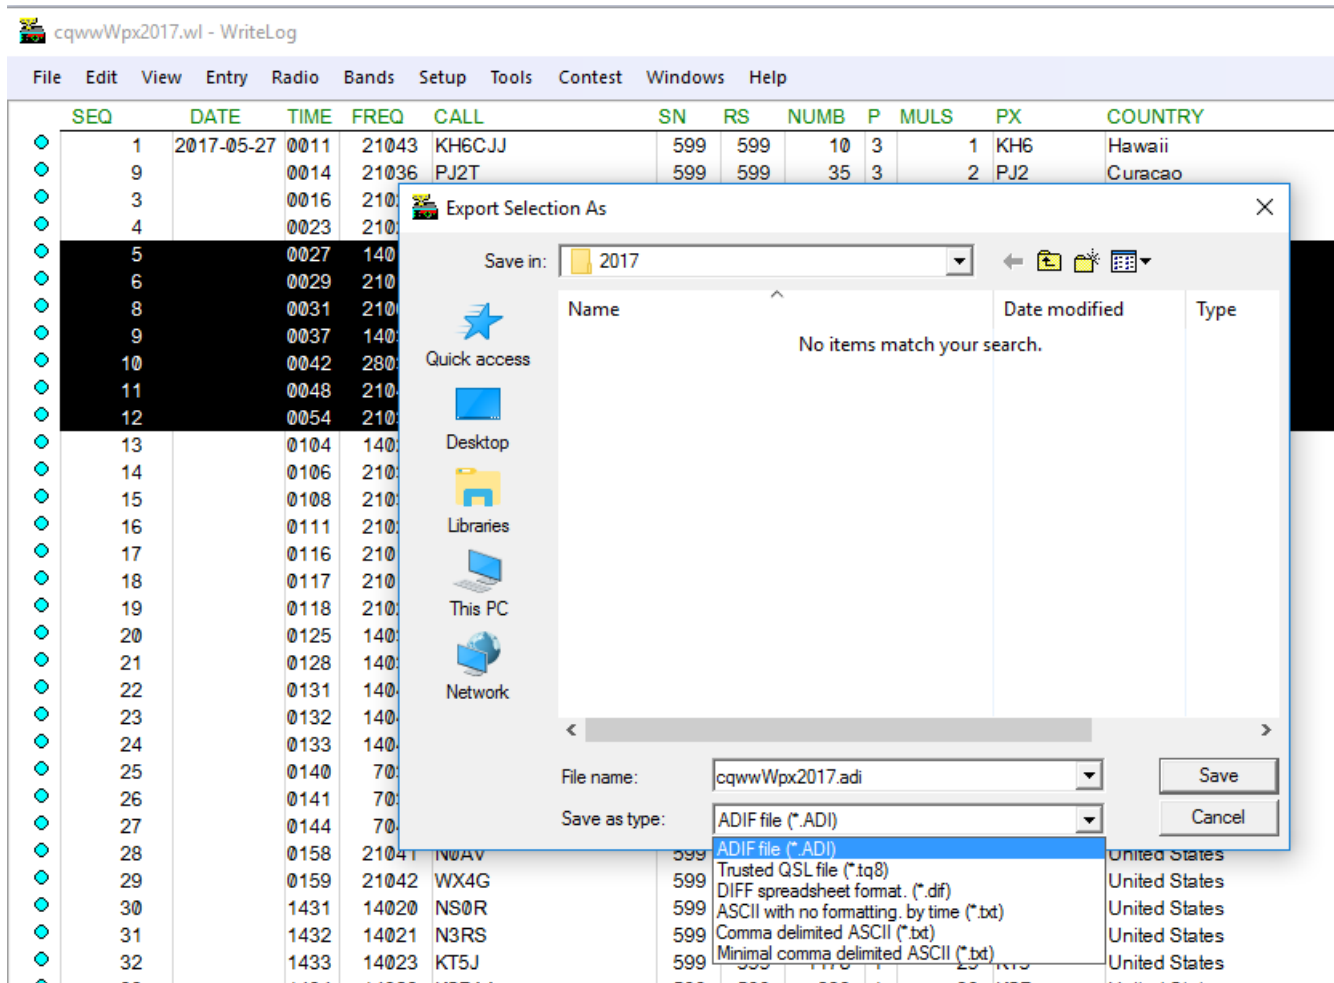 cqwwWpx2017.wl - WriteLog
File Edit View Entry Radio Bands Setup Tools Contest Windows Help
SEQ DATE TIME FREQ CALL SN RS NUMB P MULS PX COUNTRY
1 2017-05-27 0011 21043 KH6CJJ 599 599 10 3 1 KH6 Hawaii
9 0014 21036 PJ2T 599 599 35 3 2 PJ2 Curacao
3 0016
4 0023
5 0027
6 0029
8 0031
9 0037
10 0042
11 0048
12 0054
13 0104
14 0106
15 0108
16 0111
17 0116
18 0117
19 0118
20 0125
21 0128
22 0131
23 0132
24 0133
25 0140
26 0141
27 0144
28 0158 21041 N0AV 599 United States
29 0159 21042 WX4G 599 United States
30 1431 14020 NS0R 599 United States
31 1432 14021 N3RS 599 United States
32 1433 14023 KT5J 599 United States
Export Selection As
Save in: 2017
Name Date modified Type
No items match your search.
Quick access
Desktop
Libraries
This PC
Network
File name: cqwwWpx2017.adi Save
Save as type: ADIF file (*.ADI) Cancel
ADIF file (*.ADI)
Trusted QSL file (*.tq8)
DIFF spreadsheet format. (*.dif)
ASCII with no formatting. by time (*.txt)
Comma delimited ASCII (*.txt)
Minimal comma delimited ASCII (*.txt)